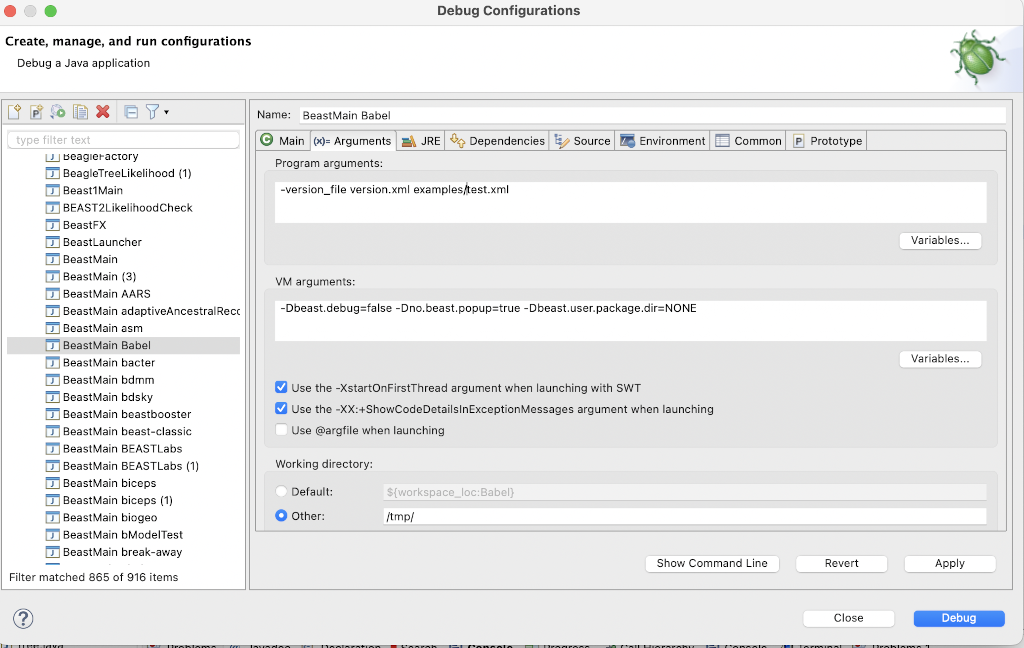 Debug Configurations
Create, manage, and run configurations
Debug a Java application
type filter text
BeagleFactory
BeagleTreeLikelihood (1)
Beast1Main
BEAST2LikelihoodCheck
BeastFX
BeastLauncher
BeastMain
BeastMain (3)
BeastMain AARS
BeastMain adaptiveAncestralRecc
BeastMain asm
BeastMain Babel
BeastMain bacter
BeastMain bdmm
BeastMain bdsky
BeastMain beastbooster
BeastMain beast-classic
BeastMain BEASTLabs
BeastMain BEASTLabs (1)
BeastMain biceps
BeastMain biceps (1)
BeastMain biogeo
BeastMain bModelTest
BeastMain break-away
Filter matched 865 of 916 items
Name: BeastMain Babel
Main (x)= Arguments JRE Dependencies Source Environment Common Prototype
Program arguments:
-version_file version.xml examples/test.xml
Variables...
VM arguments:
-Dbeast.debug=false -Dno.beast.popup=true -Dbeast.user.package.dir=NONE
Variables...
Use the -XstartOnFirstThread argument when launching with SWT
Use the -XX:+ShowCodeDetailsInExceptionMessages argument when launching
Use @argfile when launching
Working directory:
Default: ${workspace_loc:Babel}
Other: /tmp/
Show Command Line Revert Apply
? Close Debug